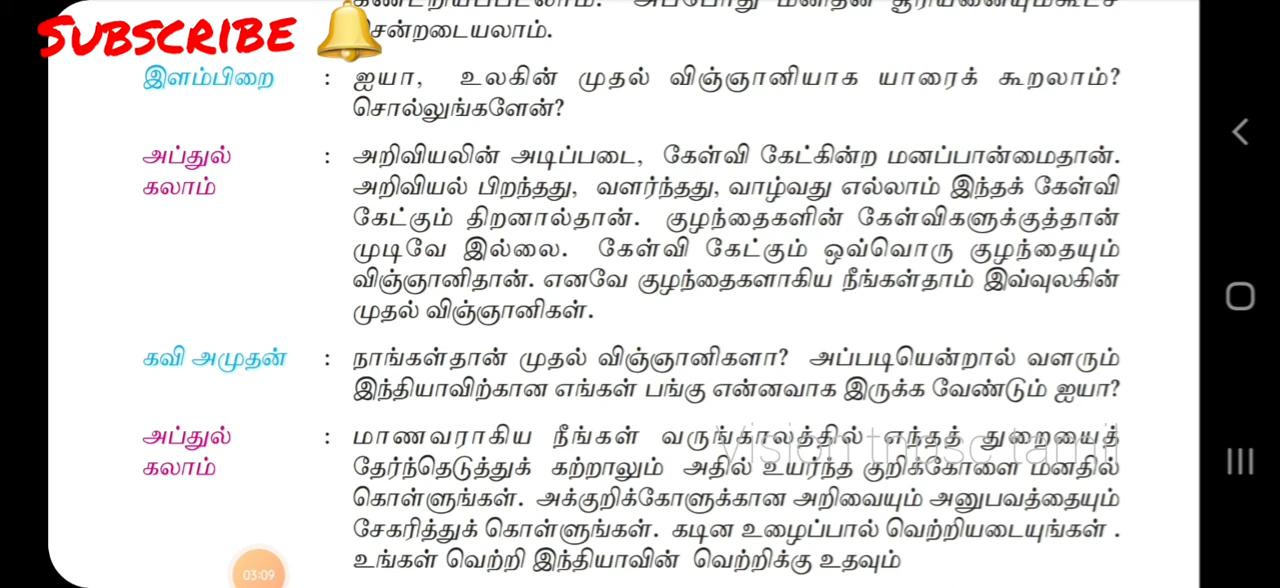 SUBSCRIBE
சென்றடையலாம்.
இளம்பிறை : ஐயா, உலகின் முதல் விஞ்ஞானியாக யாரைக் கூறலாம்?
சொல்லுங்களேன்?
அப்துல் : அறிவியலின் அடிப்படை, கேள்வி கேட்கின்ற மனப்பான்மைதான்.
கலாம் அறிவியல் பிறந்தது, வளர்ந்தது, வாழ்வது எல்லாம் இந்தக் கேள்வி
கேட்கும் திறனால்தான். குழந்தைகளின் கேள்விகளுக்குத்தான்
முடிவே இல்லை. கேள்வி கேட்கும் ஒவ்வொரு குழந்தையும்
விஞ்ஞானிதான். எனவே குழந்தைகளாகிய நீங்கள்தாம் இவ்வுலகின்
முதல் விஞ்ஞானிகள்.
கவி அமுதன் : நாங்கள்தான் முதல் விஞ்ஞானிகளா? அப்படியென்றால் வளரும்
இந்தியாவிற்கான எங்கள் பங்கு என்னவாக இருக்க வேண்டும் ஐயா?
அப்துல் : மாணவராகிய நீங்கள் வருங்காலத்தில் எந்தத் துறையைத்
vision tnpsc tamil
கலாம் தேர்ந்தெடுத்துக் கற்றாலும் அதில் உயர்ந்த குறிக்கோளை மனதில்
கொள்ளுங்கள். அக்குறிக்கோளுக்கான அறிவையும் அனுபவத்தையும்
சேகரித்துக் கொள்ளுங்கள். கடின உழைப்பால் வெற்றியடையுங்கள் .
உங்கள் வெற்றி இந்தியாவின் வெற்றிக்கு உதவும்
03:09